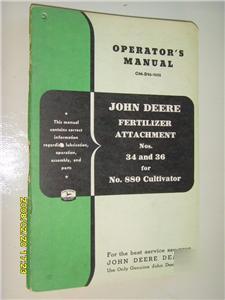 OPERATOR'S
MANUAL
JOHN DEERE
FERTILIZER
ATTACHMENT
Nos.
34 and 36
for
No. 880 Cultivator
This manual
contains correct
information
regarding lubrication,
operation,
assembly, and
parts
For the best service
JOHN DEERE
Use Only Genuine John